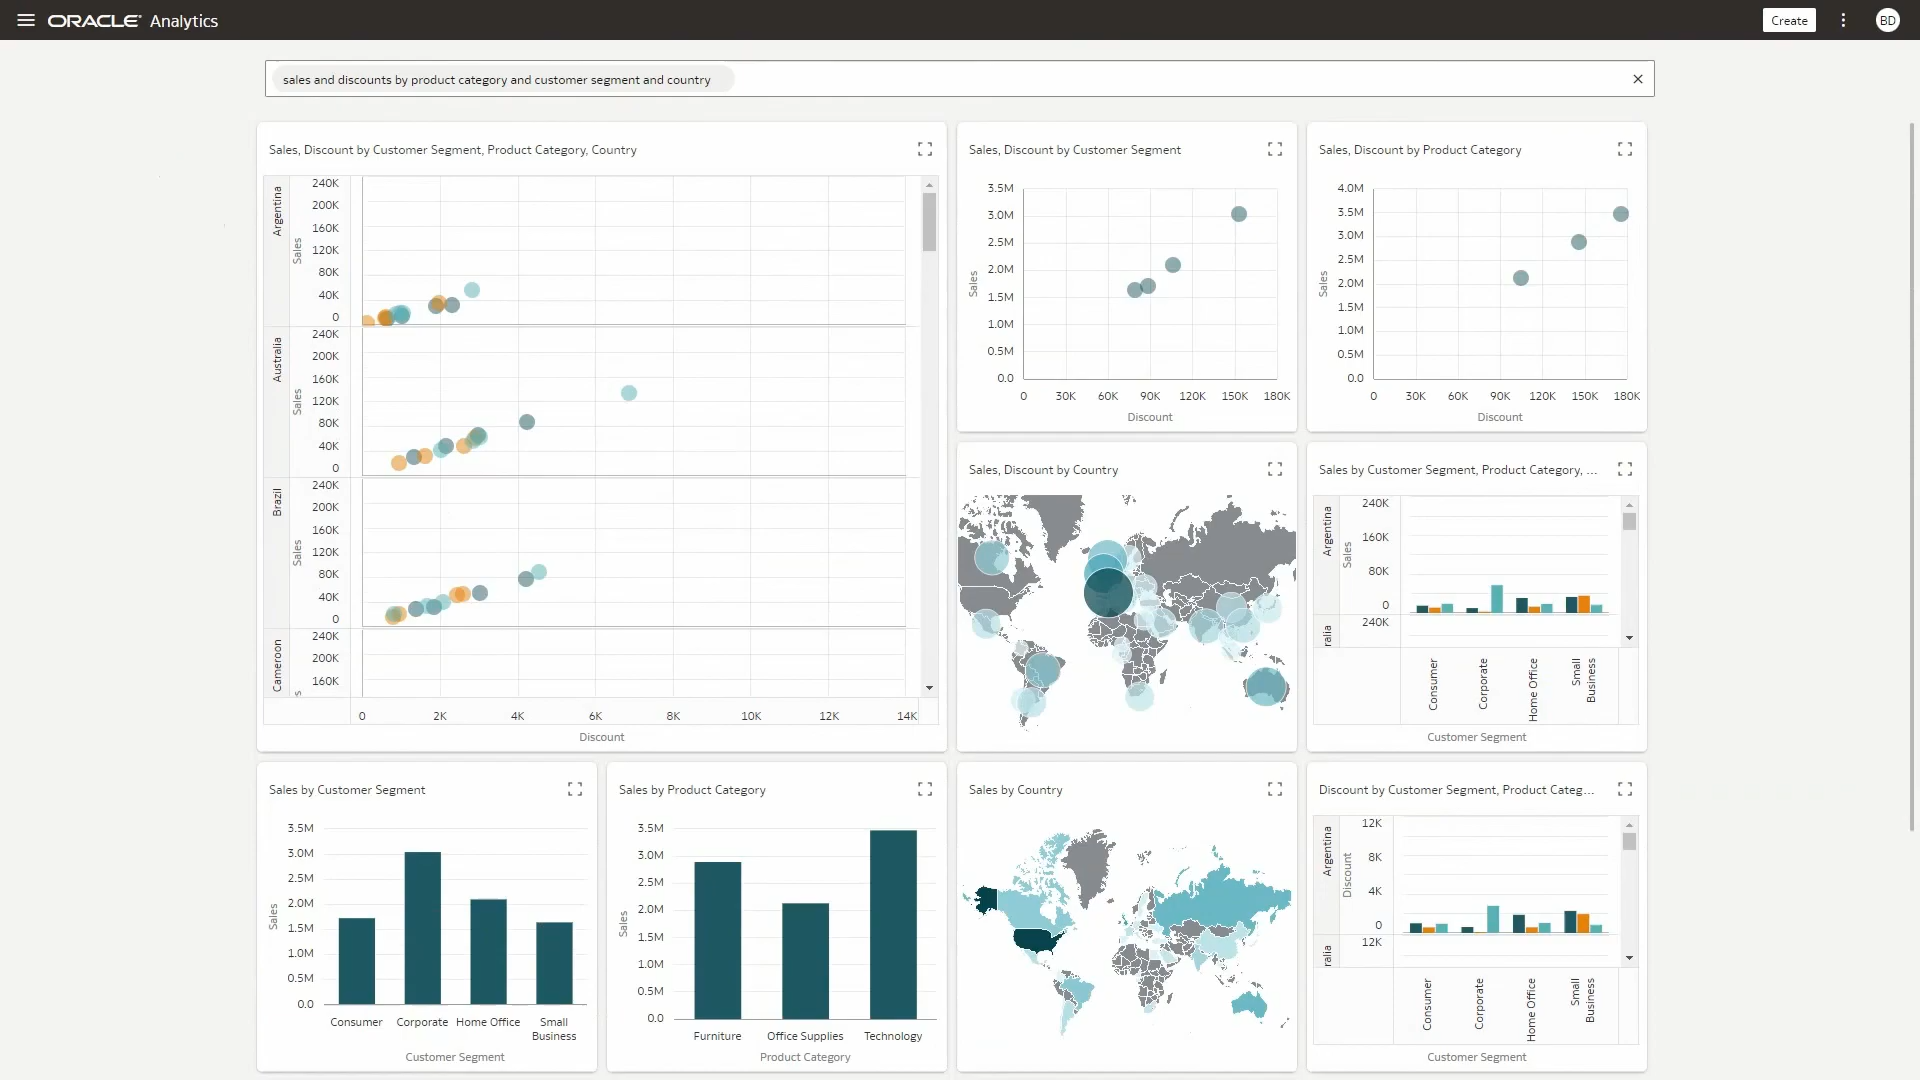 ORACLE Analytics
Create
BD
sales and discounts by product category and customer segment and country
Sales, Discount by Customer Segment, Product Category, Country
Argentina
Sales
240K
200K
160K
120K
80K
40K
0
Australia
Sales
240K
200K
160K
120K
80K
40K
0
Brazil
Sales
240K
200K
160K
120K
80K
40K
0
Cameroon
s
240K
200K
160K
0 2K 4K 6K 8K 10K 12K 14K
Discount
Sales, Discount by Customer Segment
Sales
3.5M
3.0M
2.5M
2.0M
1.5M
1.0M
0.5M
0.0
0 30K 60K 90K 120K 150K 180K
Discount
Sales, Discount by Product Category
Sales
4.0M
3.5M
3.0M
2.5M
2.0M
1.5M
1.0M
0.5M
0.0
0 30K 60K 90K 120K 150K 180K
Discount
Sales, Discount by Country
Sales by Customer Segment, Product Category, ...
Argentina
Sales
240K
160K
80K
0
ralia
240K
Consumer
Corporate
Home Office
Small
Business
Customer Segment
Sales by Customer Segment
Sales
3.5M
3.0M
2.5M
2.0M
1.5M
1.0M
0.5M
0.0
Consumer Corporate Home Office Small
Business
Customer Segment
Sales by Product Category
Sales
3.5M
3.0M
2.5M
2.0M
1.5M
1.0M
0.5M
0.0
Furniture Office Supplies Technology
Product Category
Sales by Country
Discount by Customer Segment, Product Categ...
Argentina
Discount
12K
8K
4K
0
ralia
12K
Consumer
Corporate
Home Office
Small
Business
Customer Segment